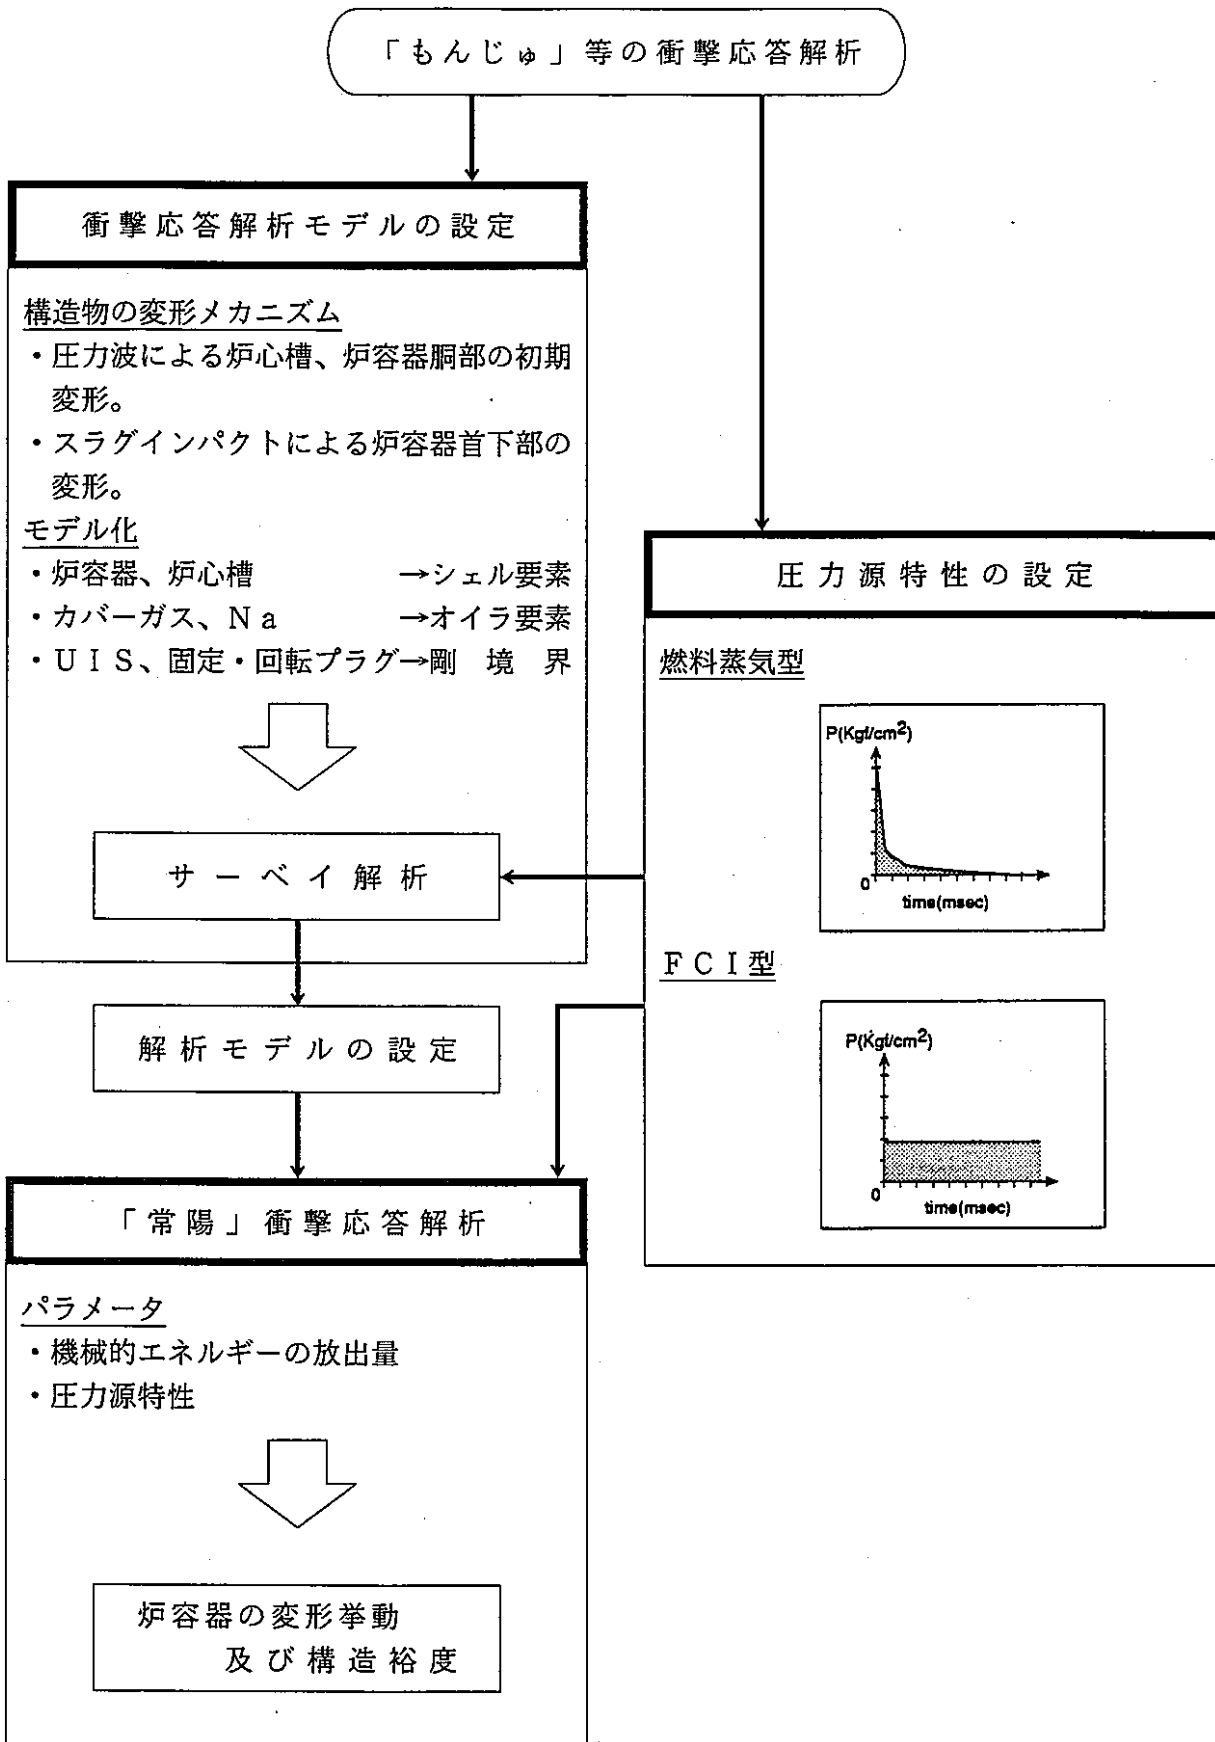 「もんじゅ」等の衝撃応答解析
衝撃応答解析モデルの設定
構造物の変形メカニズム
・圧力波による炉心槽、炉容器胴部の初期
変形。
・スラグインパクトによる炉容器首下部の
変形。
モデル化
・炉容器、炉心槽 →シェル要素
・カバーガス、Na →オイラ要素
・UIS、固定・回転プラグ→剛境界
サーベイ解析
解析モデルの設定
圧力源特性の設定
燃料蒸気型
P(Kgf/cm²)
0
time(msec)
FCI型
P(Kgf/cm²)
0
time(msec)
「常陽」衝撃応答解析
パラメータ
・機械的エネルギーの放出量
・圧力源特性
炉容器の変形挙動
及び構造裕度